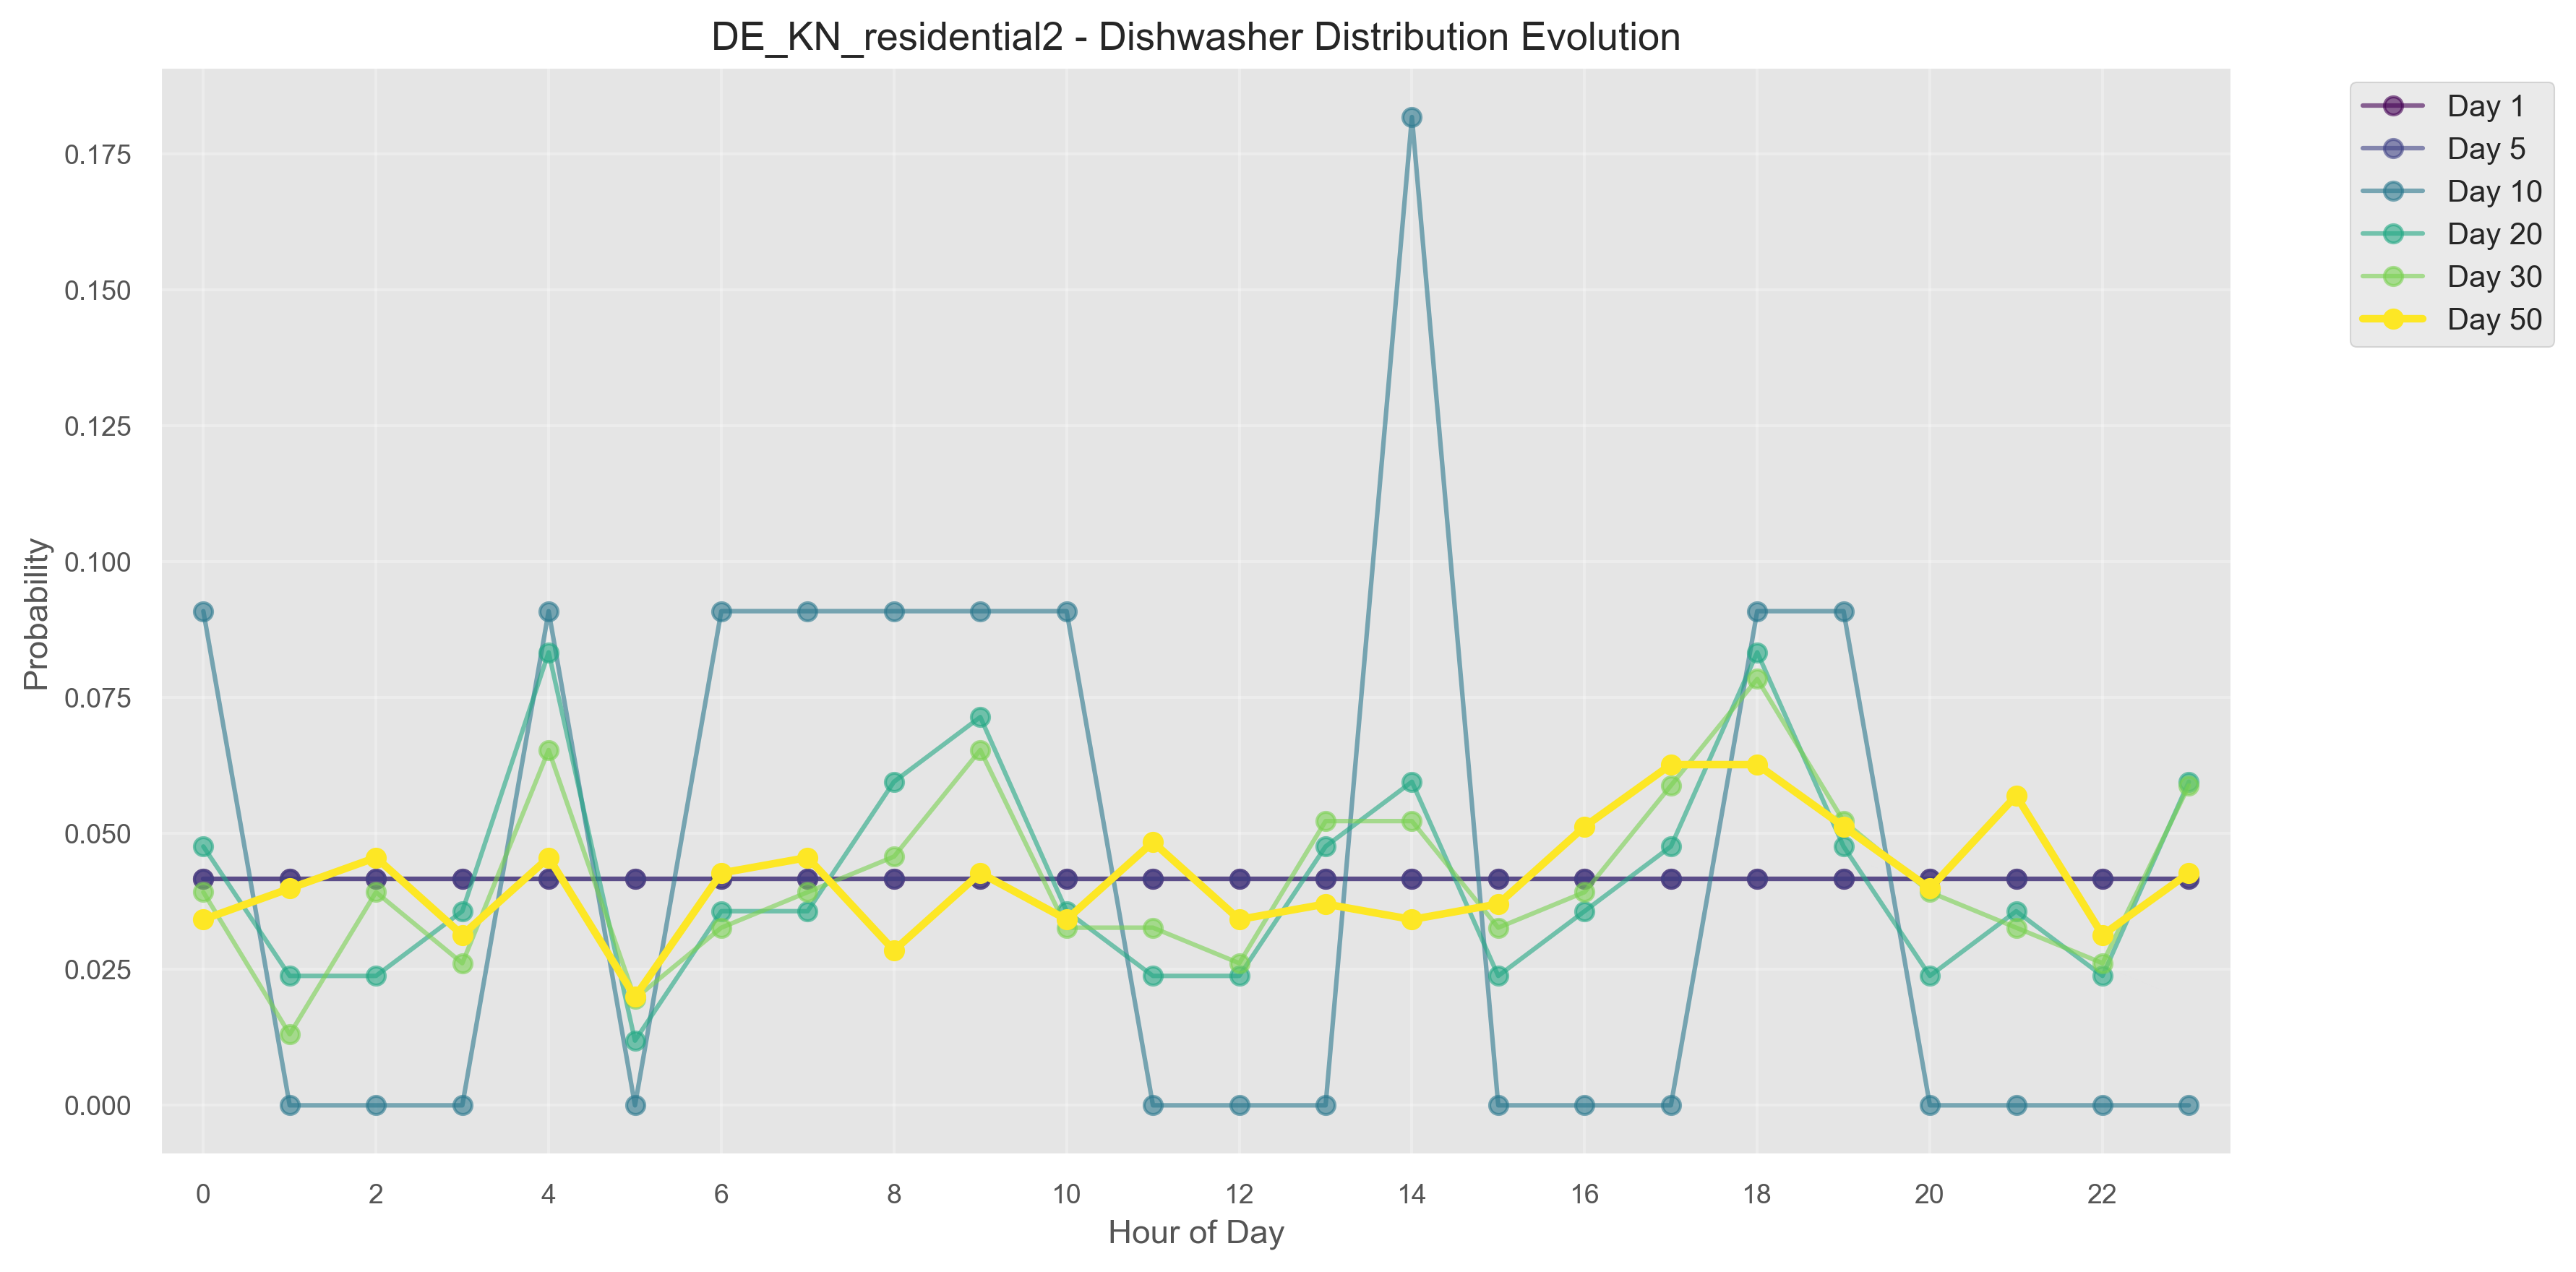 DE_KN_residential2 - Dishwasher Distribution Evolution
Day 1
Day 5
Day 10
Day 20
Day 30
Day 50
Probability
0.175
0.150
0.125
0.100
0.075
0.050
0.025
0.000
0 2 4 6 8 10 12 14 16 18 20 22
Hour of Day